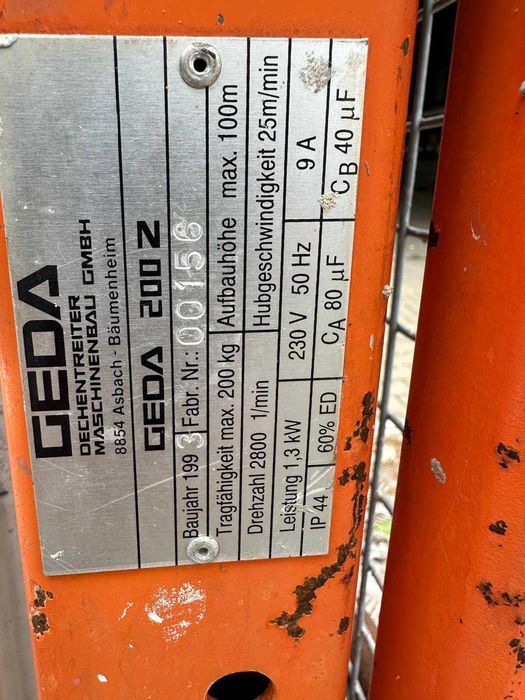 GEDA
DECHENTREITER
MASCHINENBAU GMBH
8854 Asbach - Bäumenheim
GEDA 200 Z
Baujahr 1993 Fabr. Nr.: 00156
Tragfähigkeit max. 200 kg Aufbauhöhe max. 100m
Drehzahl 2800 1/min Hubgeschwindigkeit 25m/min
Leistung 1,3 kW 230 V 50 Hz 9 A
IP 44 60% ED CA 80 µF CB 40 µF